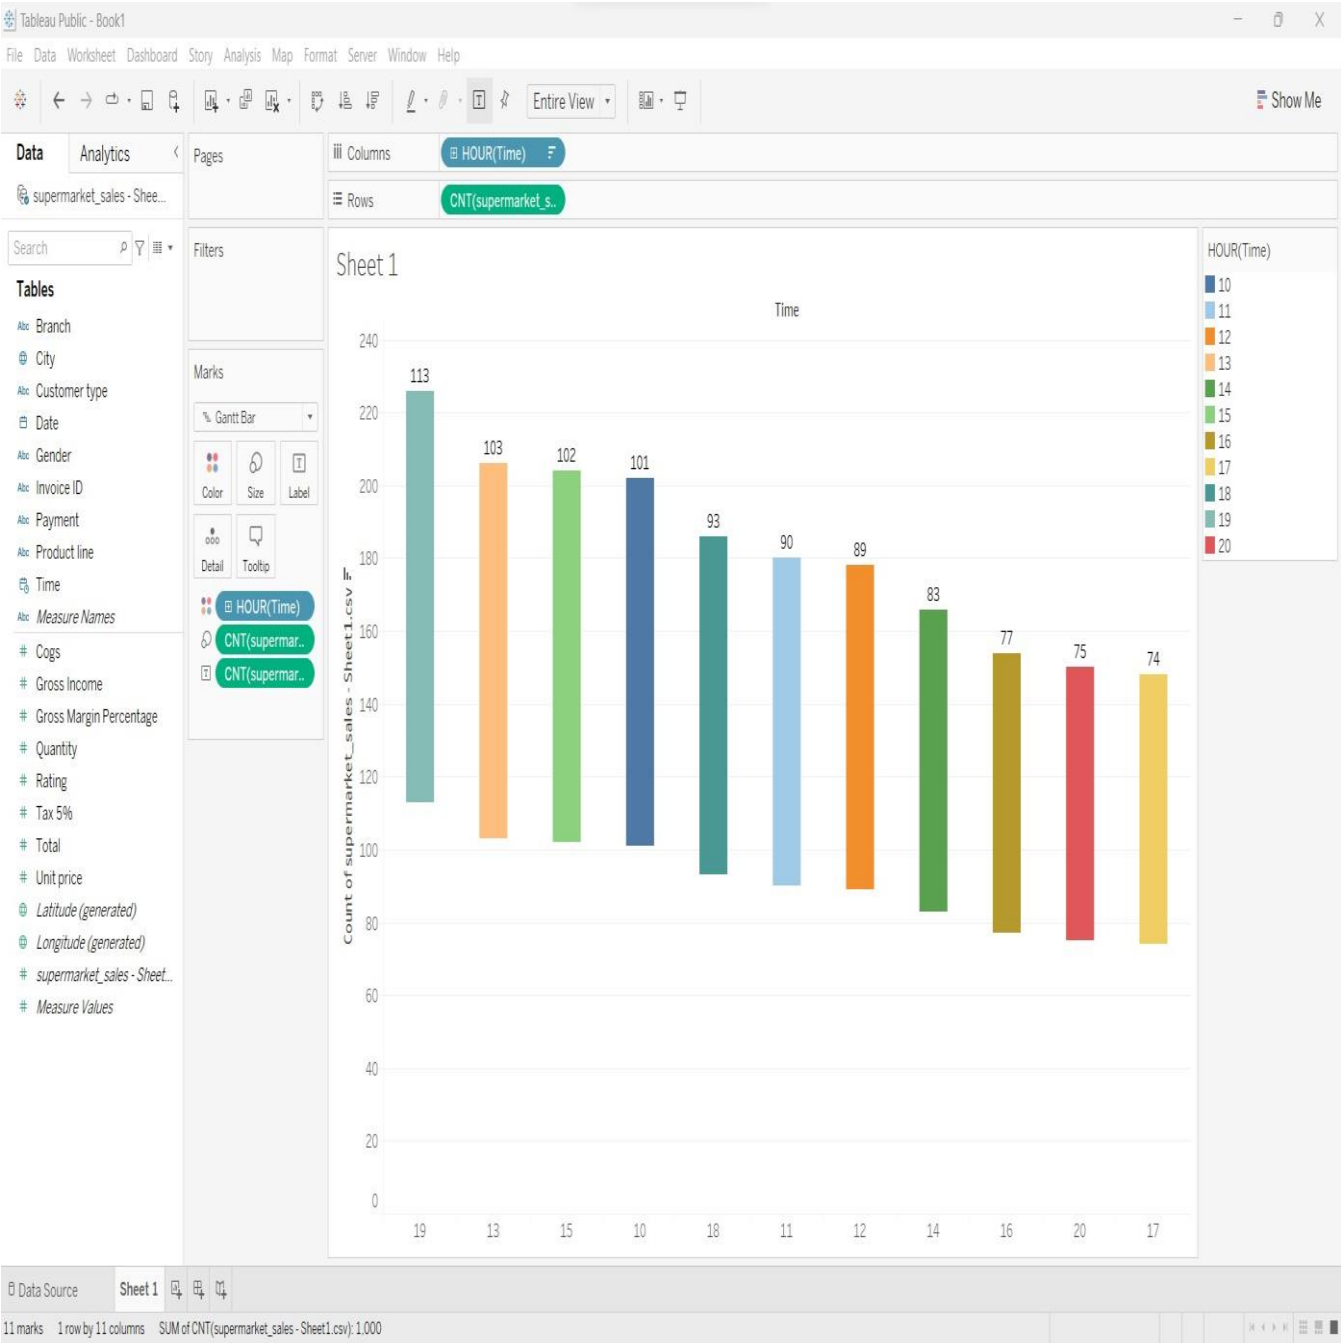 Tableau Public - Book1
File Data Worksheet Dashboard Story Analysis Map Format Server Window Help
Entire View
Show Me
Data Analytics
Pages
Columns
HOUR(Time)
supermarket_sales - Shee...
Rows
CNT(supermarket_s..
Search
Filters
Tables
Branch
City
Customer type
Date
Gender
Invoice ID
Payment
Product line
Time
Measure Names
Cogs
Gross Income
Gross Margin Percentage
Quantity
Rating
Tax 5%
Total
Unit price
Latitude (generated)
Longitude (generated)
supermarket_sales - Sheet...
Measure Values
Marks
Gantt Bar
Color Size Label
Detail Tooltip
HOUR(Time)
CNT(supermar..
CNT(supermar..
Sheet 1
Time
Count of supermarket_sales - Sheet1.csv
240
220
200
180
160
140
120
100
80
60
40
20
0
113
103
102
101
93
90
89
83
77
75
74
19 13 15 10 18 11 12 14 16 20 17
HOUR(Time)
10
11
12
13
14
15
16
17
18
19
20
Data Source Sheet 1
11 marks 1 row by 11 columns SUM of CNT(supermarket_sales - Sheet1.csv): 1,000